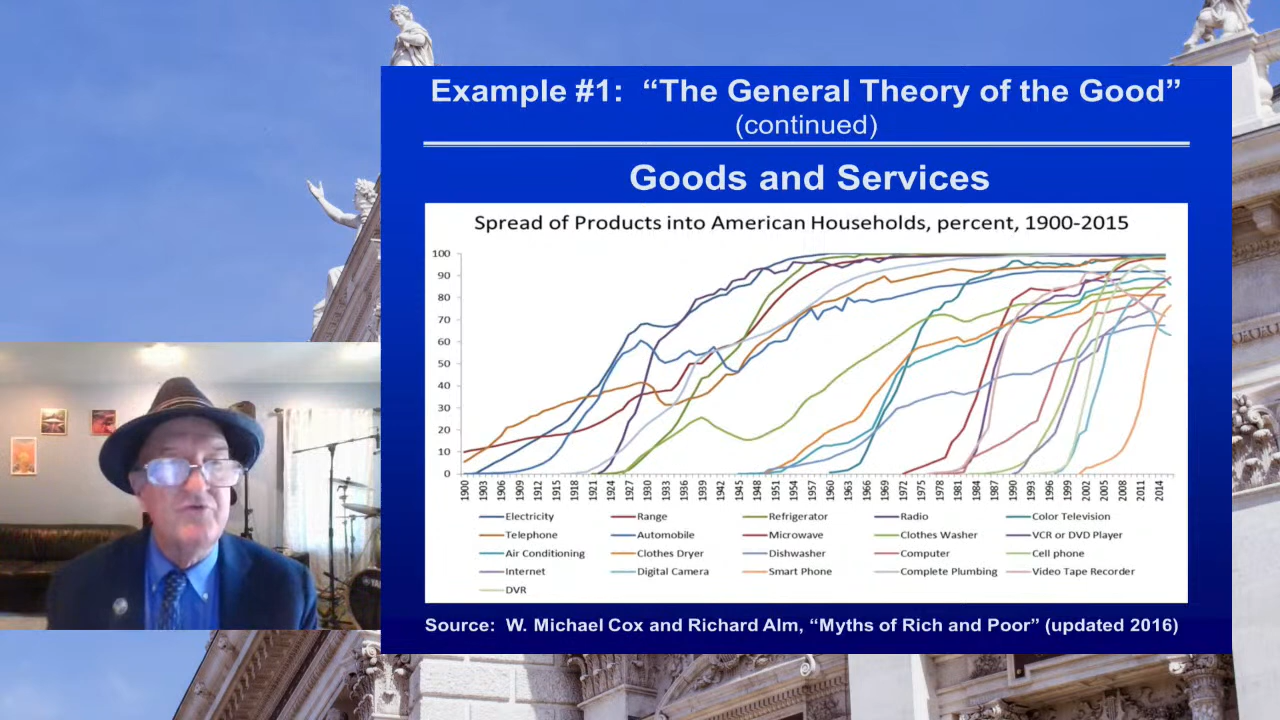 Example #1: “The General Theory of the Good”
(continued)
Goods and Services
Spread of Products into American Households, percent, 1900-2015
100
90
80
70
60
50
40
30
20
10
0
1900 1903 1906 1909 1912 1915 1918 1921 1924 1927 1930 1933 1936 1939 1942 1945 1948 1951 1954 1957 1960 1963 1966 1969 1972 1975 1978 1981 1984 1987 1990 1993 1996 1999 2002 2005 2008 2011 2014
Electricity Range Refrigerator Radio Color Television
Telephone Automobile Microwave Clothes Washer VCR or DVD Player
Air Conditioning Clothes Dryer Dishwasher Computer Cell phone
Internet Digital Camera Smart Phone Complete Plumbing Video Tape Recorder
DVR
Source: W. Michael Cox and Richard Alm, “Myths of Rich and Poor” (updated 2016)